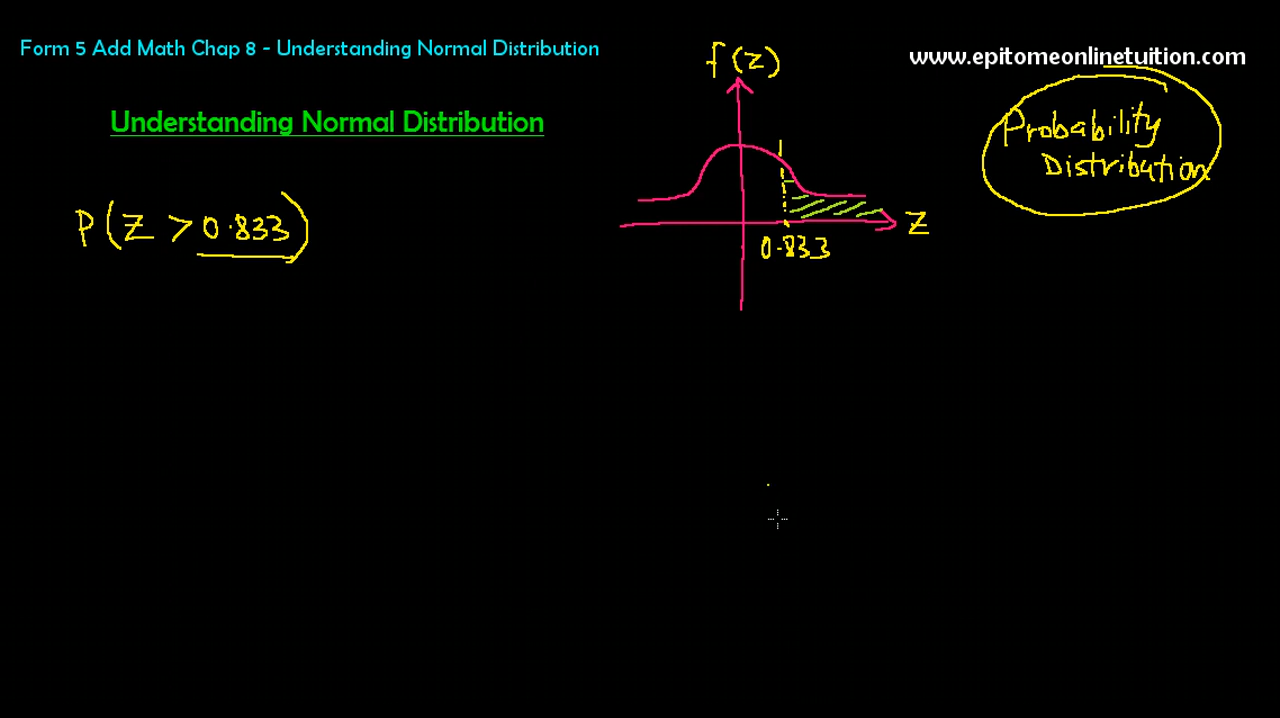 Form 5 Add Math Chap 8 - Understanding Normal Distribution
www.epitomeonlinetuition.com
Understanding Normal Distribution
f(z)
Probability
Distribution
P(Z > 0.833)
Z
0.833